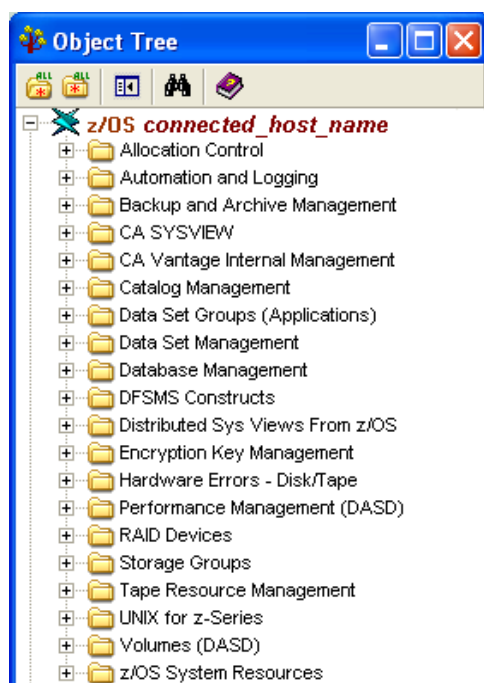 Object Tree
ALL ALL
z/OS connected_host_name
Allocation Control
Automation and Logging
Backup and Archive Management
CA SYSVIEW
CA Vantage Internal Management
Catalog Management
Data Set Groups (Applications)
Data Set Management
Database Management
DFSMS Constructs
Distributed Sys Views From z/OS
Encryption Key Management
Hardware Errors - Disk/Tape
Performance Management (DASD)
RAID Devices
Storage Groups
Tape Resource Management
UNIX for z-Series
Volumes (DASD)
z/OS System Resources